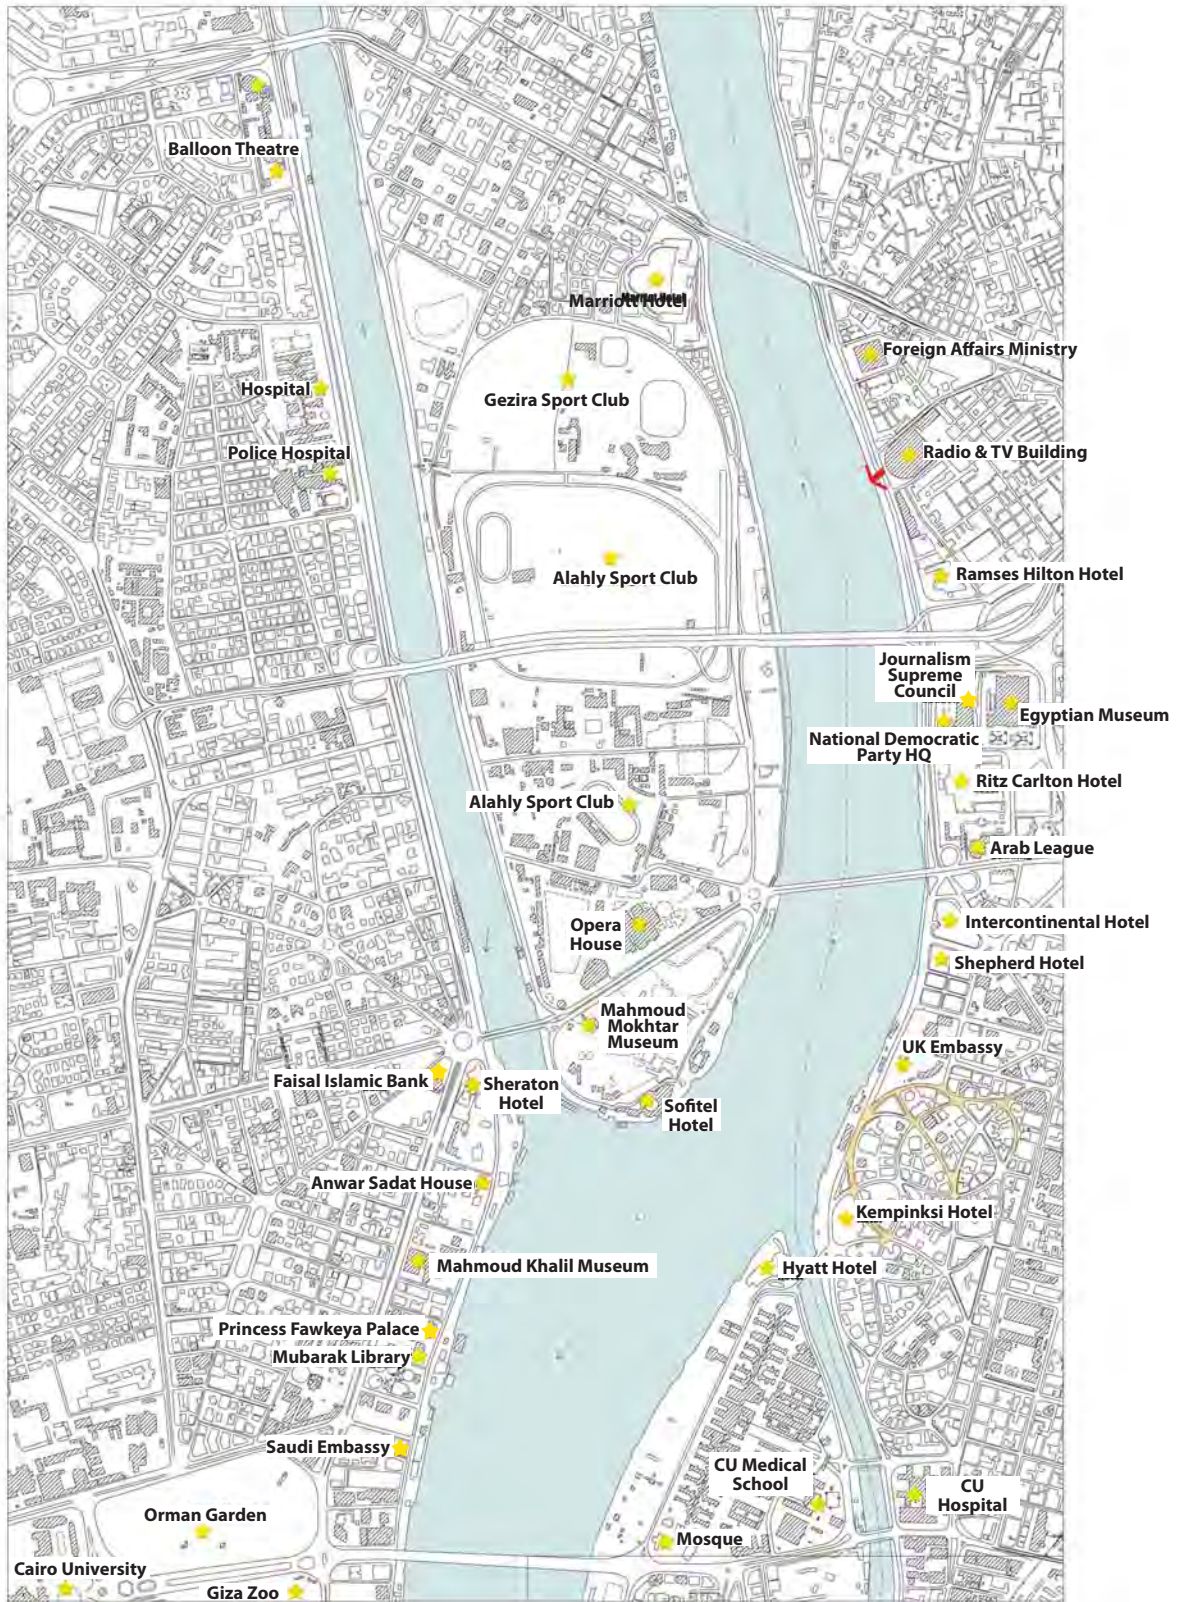 Balloon Theatre
Marriott Hotel
Foreign Affairs Ministry
Hospital
Gezira Sport Club
Police Hospital
Radio & TV Building
Alahly Sport Club
Ramses Hilton Hotel
Journalism
Supreme
Council
Egyptian Museum
National Democratic
Party HQ
Ritz Carlton Hotel
Alahly Sport Club
Arab League
Opera
House
Intercontinental Hotel
Shepherd Hotel
Mahmoud
Mokhtar
Museum
UK Embassy
Faisal Islamic Bank
Sheraton
Hotel
Sofitel
Hotel
Anwar Sadat House
Kempinksi Hotel
Mahmoud Khalil Museum
Hyatt Hotel
Princess Fawkeya Palace
Mubarak Library
Saudi Embassy
CU Medical
School
CU
Hospital
Orman Garden
Mosque
Cairo University
Giza Zoo